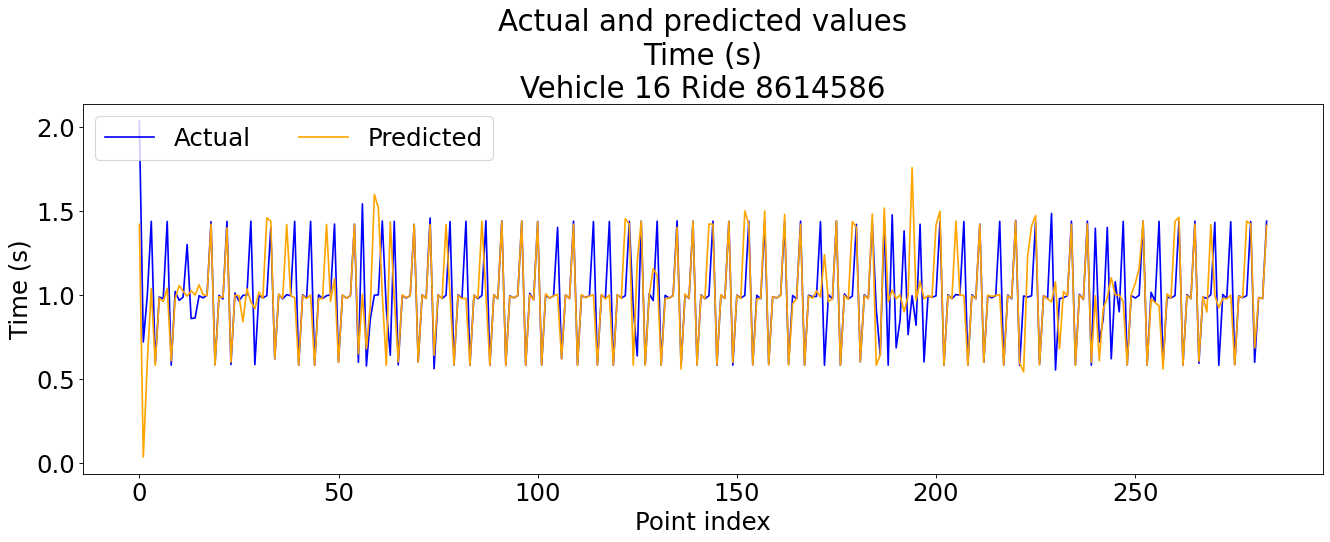 Actual and predicted values
Time (s)
Vehicle 16 Ride 8614586
Actual Predicted
2.0
1.5
1.0
0.5
0.0
Time (s)
0 50 100 150 200 250
Point index